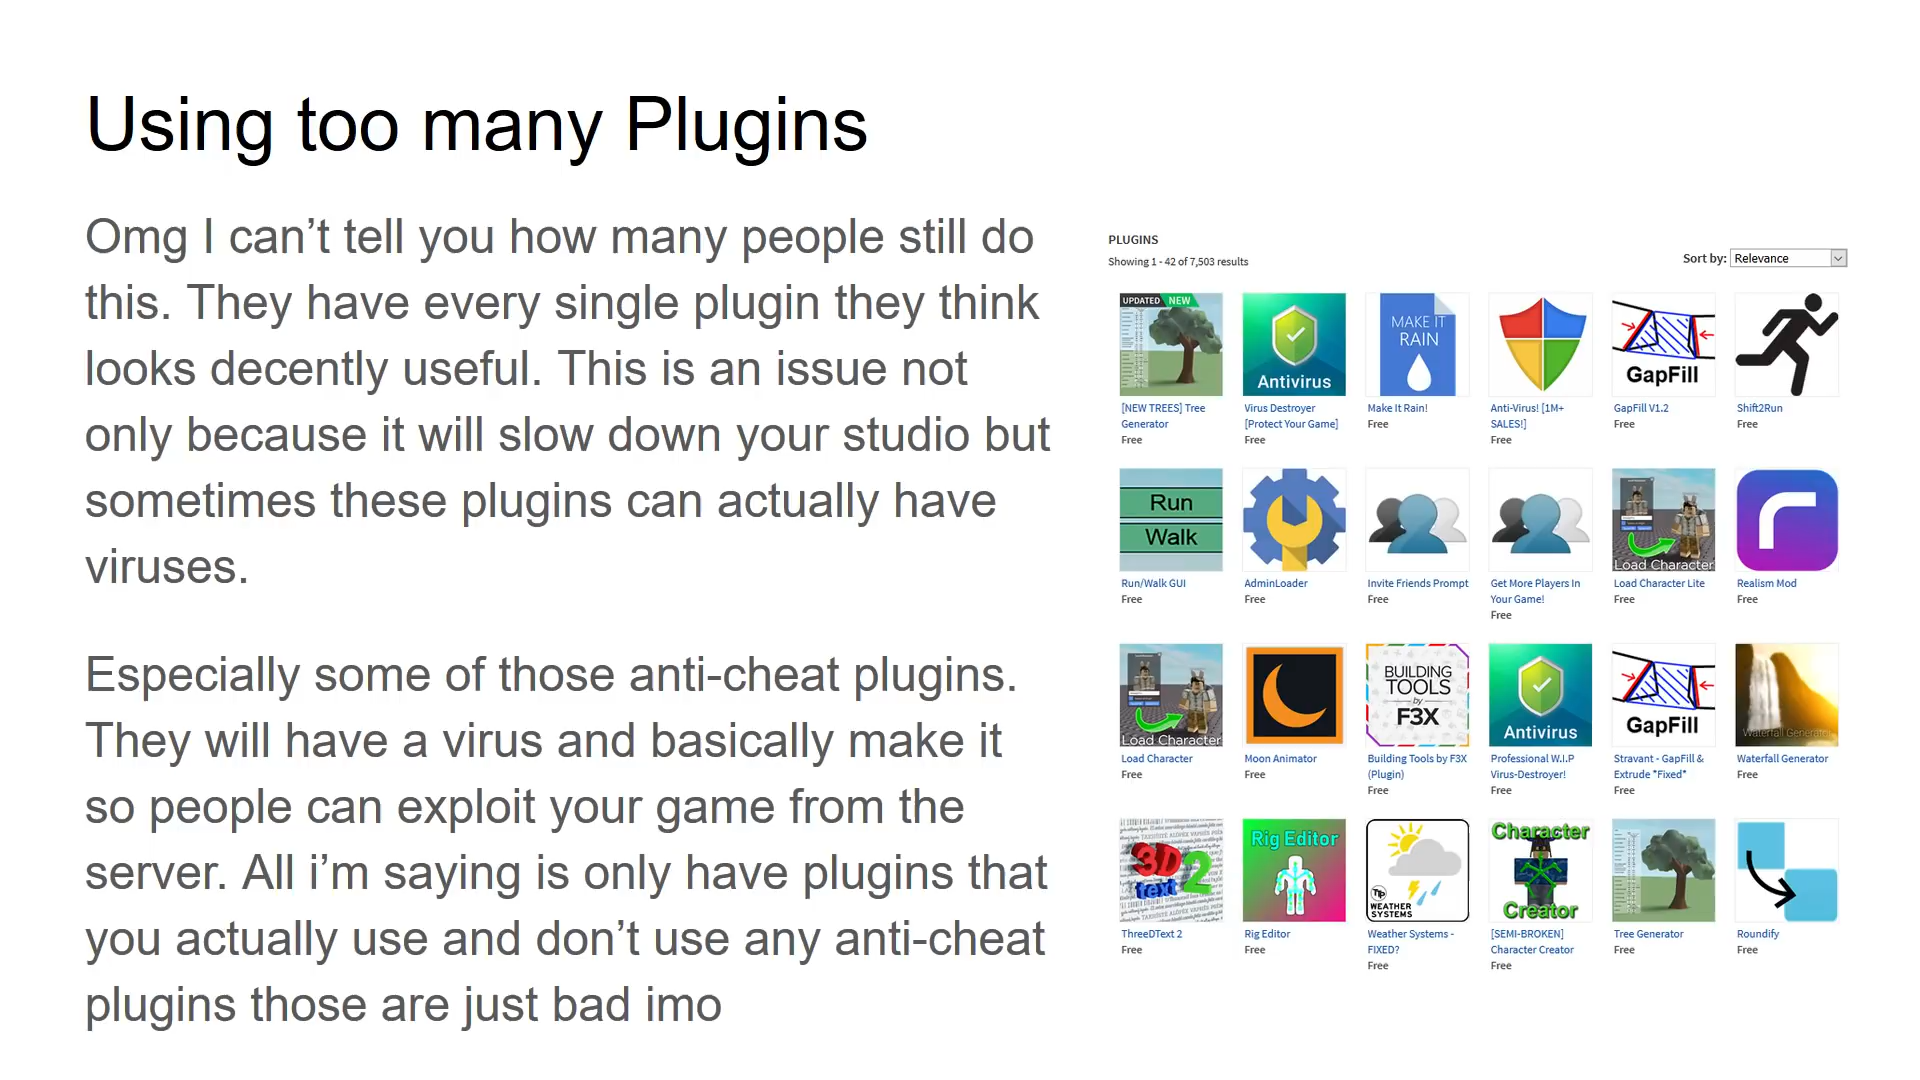 Using too many Plugins
Omg I can’t tell you how many people still do
this. They have every single plugin they think
looks decently useful. This is an issue not
only because it will slow down your studio but
sometimes these plugins can actually have
viruses.
Especially some of those anti-cheat plugins.
They will have a virus and basically make it
so people can exploit your game from the
server. All i’m saying is only have plugins that
you actually use and don’t use any anti-cheat
plugins those are just bad imo
PLUGINS
Showing 1 - 42 of 7,503 results
Sort by: Relevance
UPDATED NEW
[NEW TREES] Tree
Generator
Free
Antivirus
Virus Destroyer
[Protect Your Game]
Free
MAKE IT
RAIN
Make It Rain!
Free
Anti-Virus! [1M+
SALES!]
Free
GapFill
GapFill V1.2
Free
Shift2Run
Free
Run
Walk
Run/Walk GUI
Free
AdminLoader
Free
Invite Friends Prompt
Free
Get More Players In
Your Game!
Free
Load Character
Load Character Lite
Free
Realism Mod
Free
Load Character
Load Character
Free
Moon Animator
Free
BUILDING
TOOLS
by
F3X
Building Tools by F3X
(Plugin)
Free
Antivirus
Professional W.I.P
Virus-Destroyer!
Free
GapFill
Stravant - GapFill &
Extrude *Fixed*
Free
Waterfall Generator
Waterfall Generator
Free
3D
text 2
ThreeDText 2
Free
Rig Editor
Rig Editor
Free
Tip
WEATHER
SYSTEMS
Weather Systems -
FIXED?
Free
Character
Creator
[SEMI-BROKEN]
Character Creator
Free
Tree Generator
Free
Roundify
Free